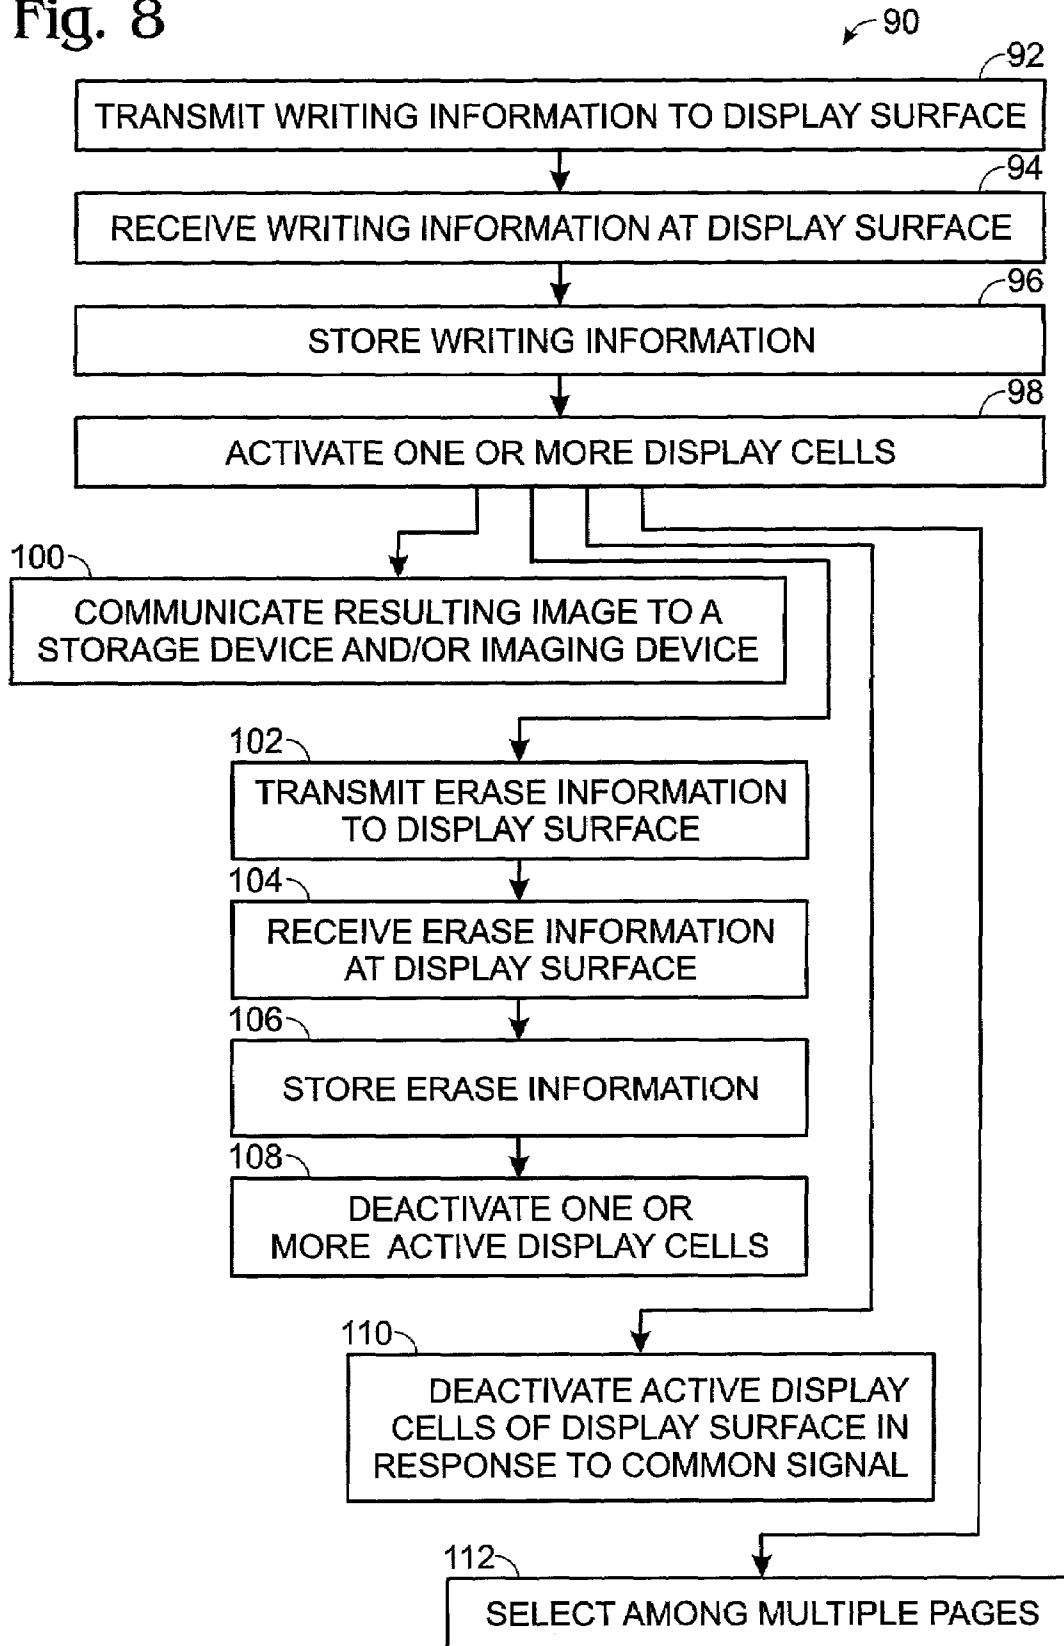 Fig. 8
90
92
TRANSMIT WRITING INFORMATION TO DISPLAY SURFACE
94
RECEIVE WRITING INFORMATION AT DISPLAY SURFACE
96
STORE WRITING INFORMATION
98
ACTIVATE ONE OR MORE DISPLAY CELLS
100
COMMUNICATE RESULTING IMAGE TO A
STORAGE DEVICE AND/OR IMAGING DEVICE
102
TRANSMIT ERASE INFORMATION
TO DISPLAY SURFACE
104
RECEIVE ERASE INFORMATION
AT DISPLAY SURFACE
106
STORE ERASE INFORMATION
108
DEACTIVATE ONE OR
MORE ACTIVE DISPLAY CELLS
110
DEACTIVATE ACTIVE DISPLAY
CELLS OF DISPLAY SURFACE IN
RESPONSE TO COMMON SIGNAL
112
SELECT AMONG MULTIPLE PAGES